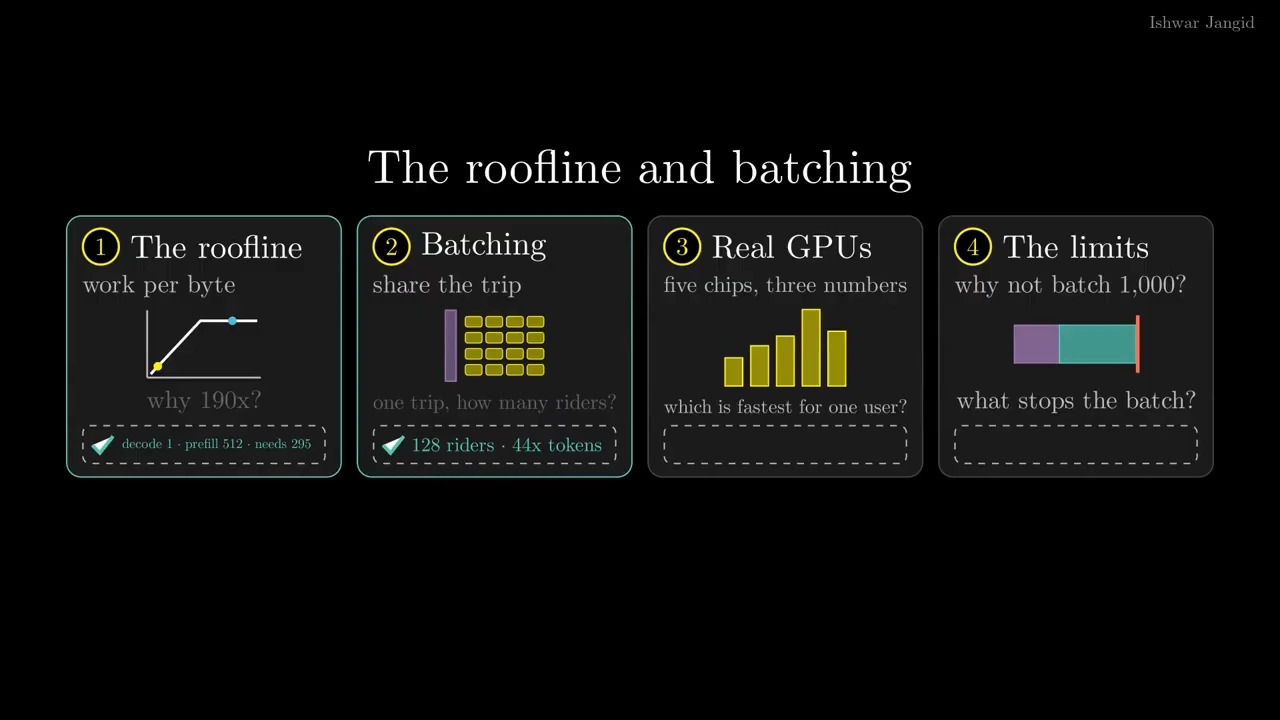 Ishwar Jangid
The roofline and batching
1 The roofline
work per byte
why 190x?
decode 1 · prefill 512 · needs 295
2 Batching
share the trip
one trip, how many riders?
128 riders · 44x tokens
3 Real GPUs
five chips, three numbers
which is fastest for one user?
4 The limits
why not batch 1,000?
what stops the batch?